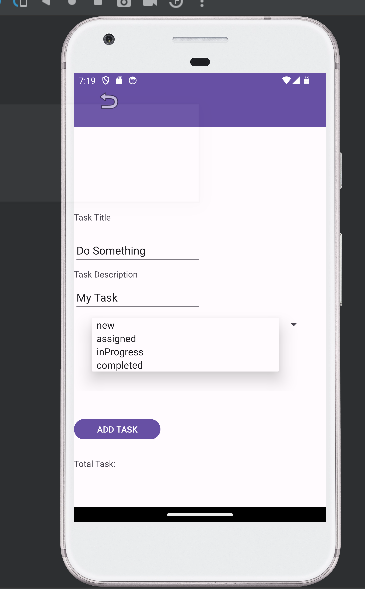 7:19
Task Title
Do Something
Task Description
My Task
new
assigned
inProgress
completed
ADD TASK
Total Task: